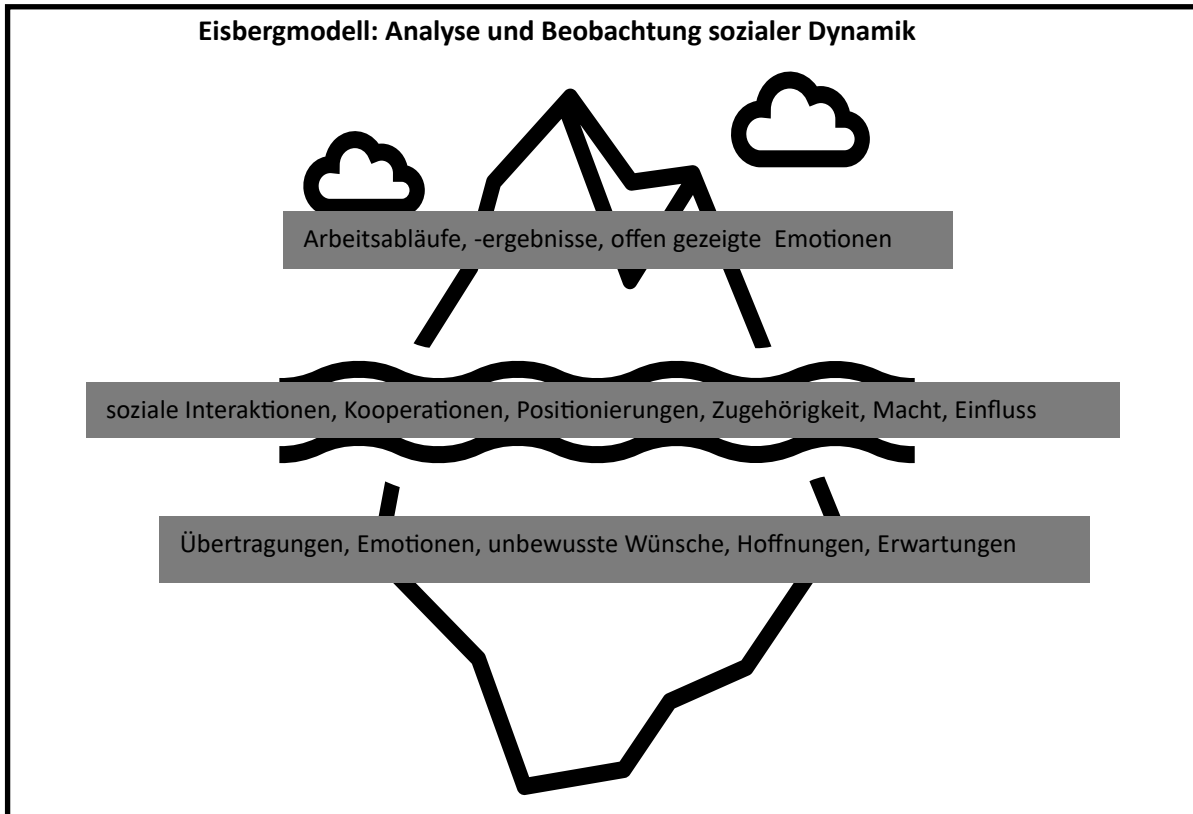 Eisbergmodell: Analyse und Beobachtung sozialer Dynamik
Arbeitsabläufe, -ergebnisse, offen gezeigte Emotionen
soziale Interaktionen, Kooperationen, Positionierungen, Zugehörigkeit, Macht, Einfluss
Übertragungen, Emotionen, unbewusste Wünsche, Hoffnungen, Erwartungen